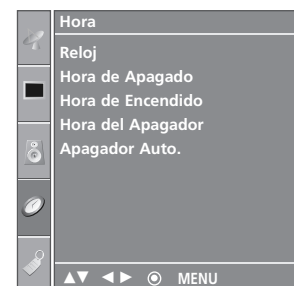 Hora
Reloj
Hora de Apagado
Hora de Encendido
Hora del Apagador
Apagador Auto.
MENU